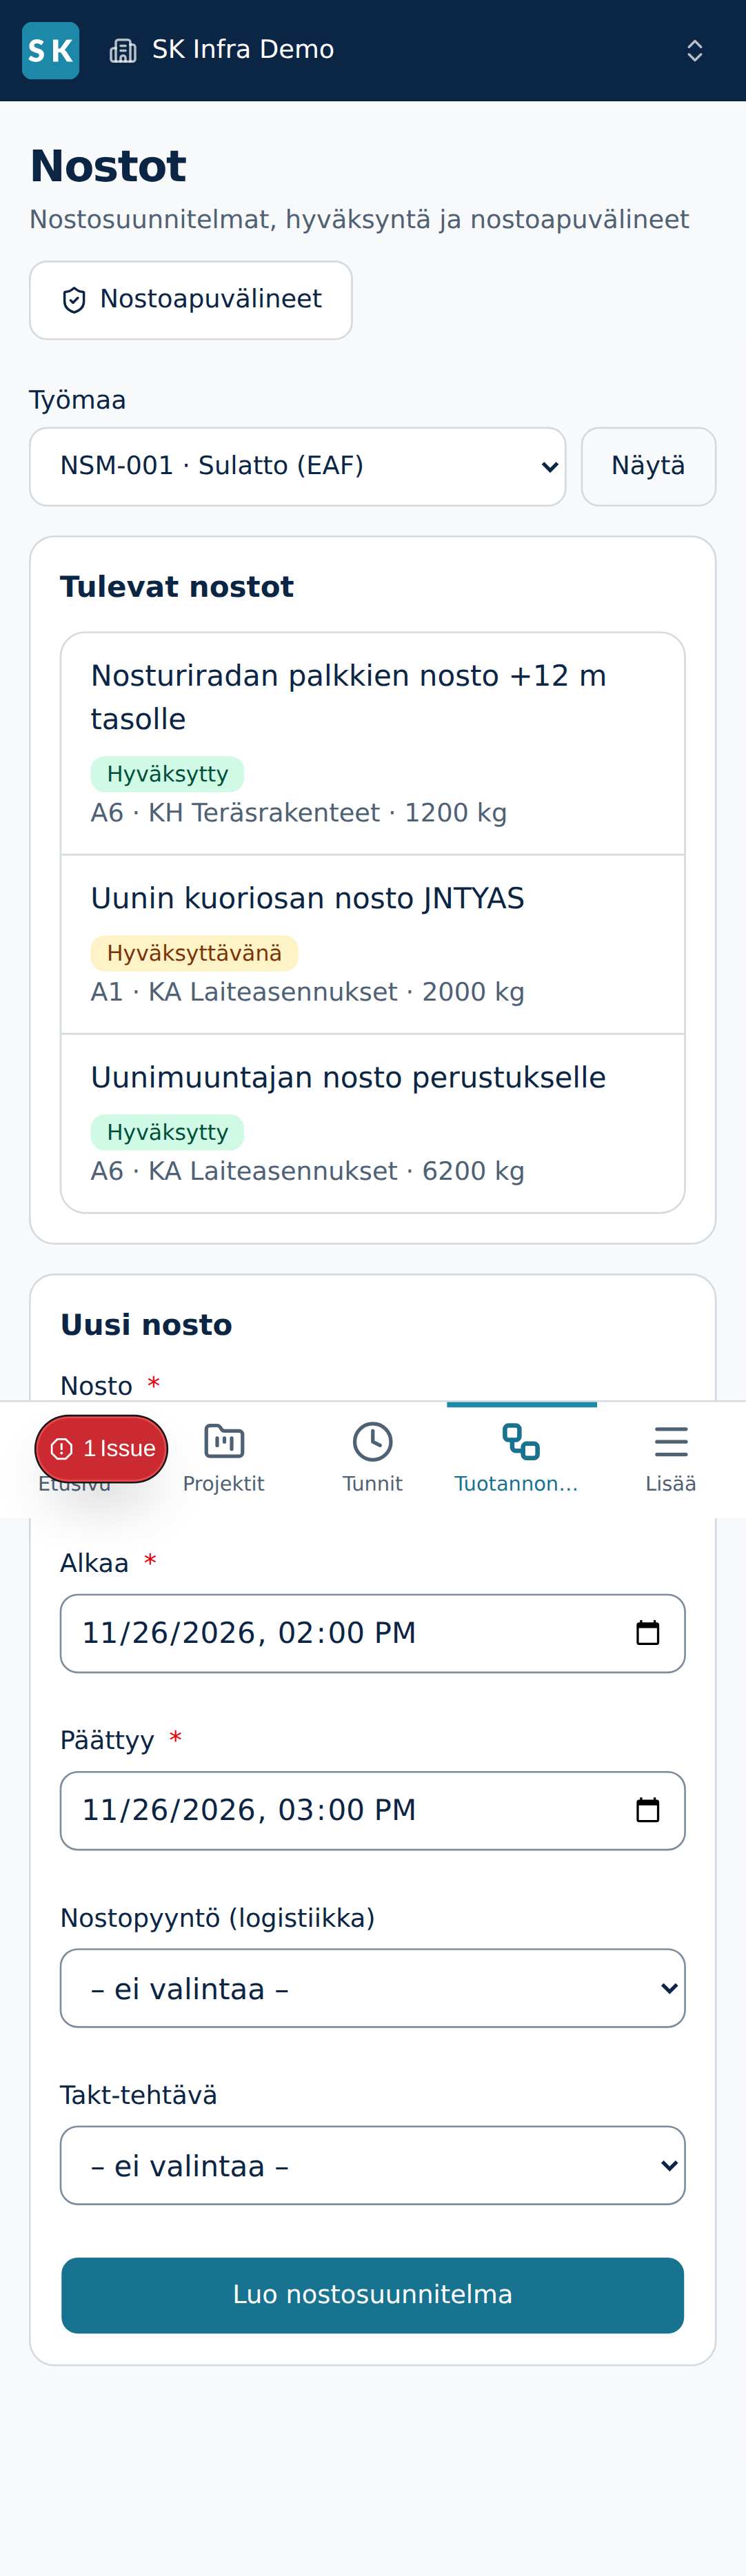 SK
SK Infra Demo
Nostot
Nostosuunnitelmat, hyväksyntä ja nostoapuvälineet
Nostoapuvälineet
Työmaa
NSM-001 · Sulatto (EAF)
Näytä
Tulevat nostot
Nosturiradan palkkien nosto +12 m
tasolle
Hyväksytty
A6 · KH Teräsrakenteet · 1200 kg
Uunin kuoriosan nosto JNTYAS
Hyväksyttävänä
A1 · KA Laiteasennukset · 2000 kg
Uunimuuntajan nosto perustukselle
Hyväksytty
A6 · KA Laiteasennukset · 6200 kg
Uusi nosto
Nosto *
1 Issue
Etusivu
Projektit
Tunnit
Tuotannon...
Lisää
Alkaa *
11/26/2026, 02:00 PM
Päättyy *
11/26/2026, 03:00 PM
Nostopyyntö (logistiikka)
– ei valintaa –
Takt-tehtävä
– ei valintaa –
Luo nostosuunnitelma